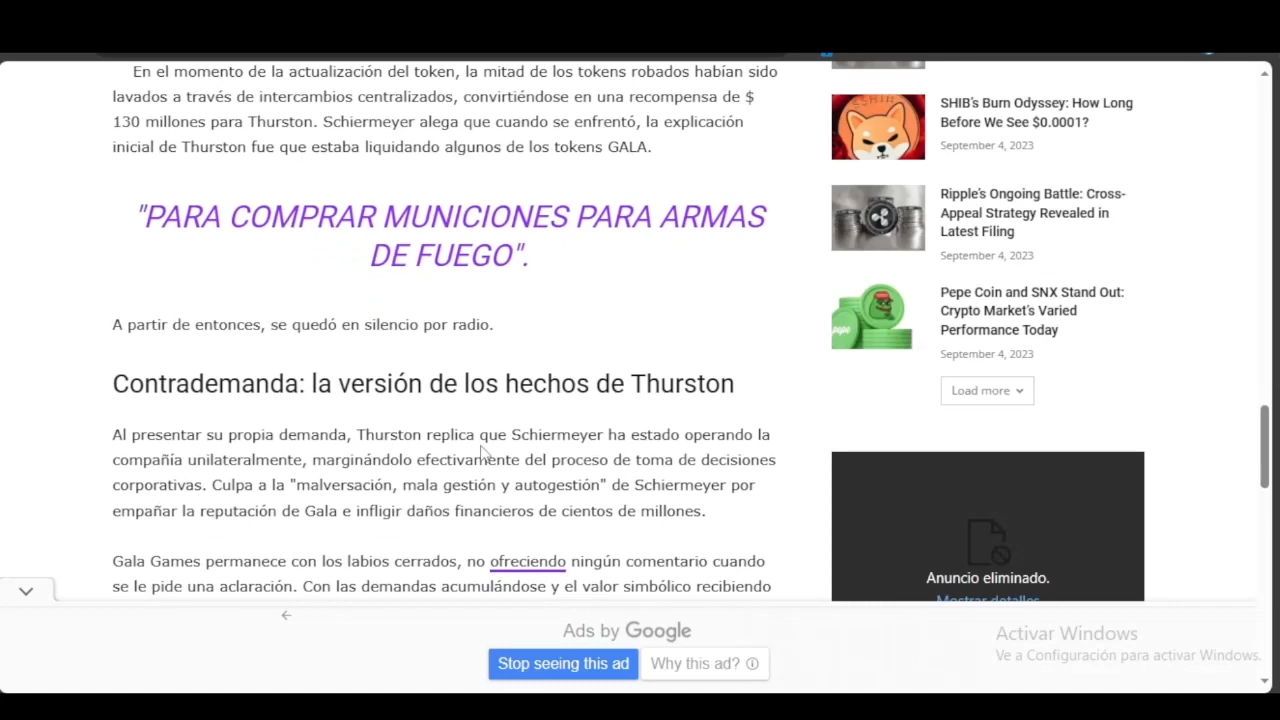 En el momento de la actualización del token, la mitad de los tokens robados habían sido
lavados a través de intercambios centralizados, convirtiéndose en una recompensa de $
130 millones para Thurston. Schiermeyer alega que cuando se enfrentó, la explicación
inicial de Thurston fue que estaba liquidando algunos de los tokens GALA.
"PARA COMPRAR MUNICIONES PARA ARMAS
DE FUEGO".
A partir de entonces, se quedó en silencio por radio.
Contrademanda: la versión de los hechos de Thurston
Al presentar su propia demanda, Thurston replica que Schiermeyer ha estado operando la
compañía unilateralmente, marginándolo efectivamente del proceso de toma de decisiones
corporativas. Culpa a la "malversación, mala gestión y autogestión" de Schiermeyer por
empañar la reputación de Gala e infligir daños financieros de cientos de millones.
Gala Games permanece con los labios cerrados, no ofreciendo ningún comentario cuando
se le pide una aclaración. Con las demandas acumulándose y el valor simbólico recibiendo
SHIB's Burn Odyssey: How Long
Before We See $0.0001?
September 4, 2023
Ripple's Ongoing Battle: Cross-
Appeal Strategy Revealed in
Latest Filing
September 4, 2023
Pepe Coin and SNX Stand Out:
Crypto Market's Varied
Performance Today
September 4, 2023
Load more
Anuncio eliminado.
Mostrar detalles
Ads by Google
Stop seeing this ad
Why this ad?
Activar Windows
Ve a Configuración para activar Windows.